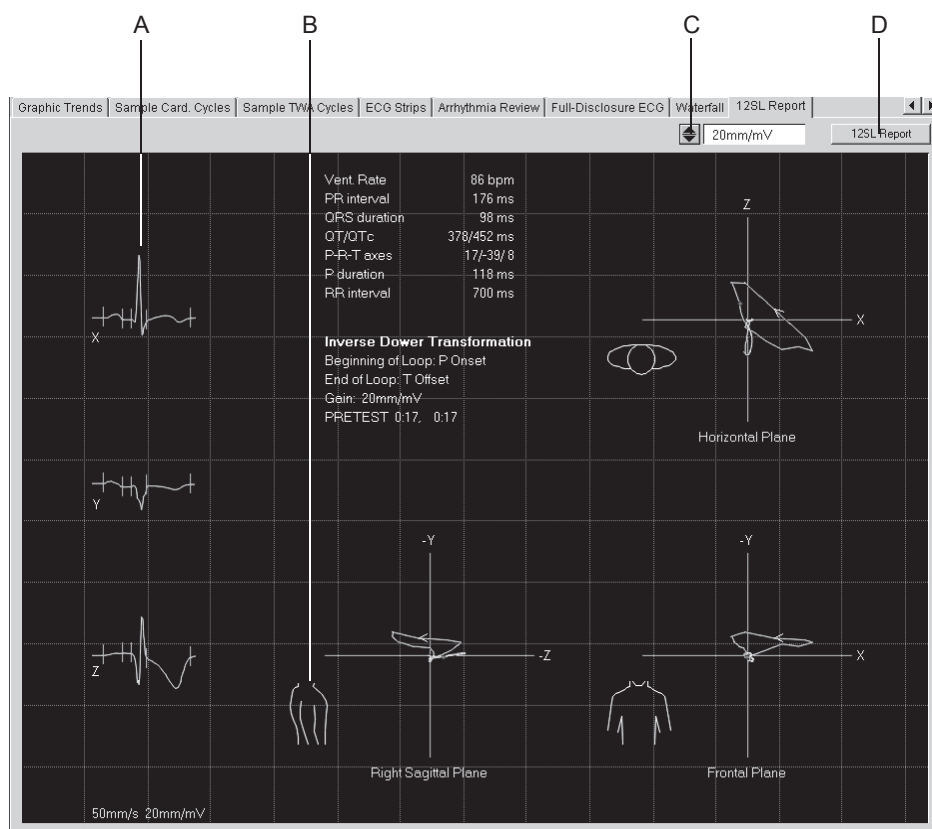 A B C D
Graphic Trends Sample Card. Cycles Sample TWA Cycles ECG Strips Arrhythmia Review Full-Disclosure ECG Waterfall 12SL Report
20mm/mV 12SL Report
Vent. Rate 86 bpm
PR interval 176 ms
QRS duration 98 ms
QT/QTc 378/452 ms
P-R-T axes 17/-39/ 8
P duration 118 ms
RR interval 700 ms
Inverse Dower Transformation
Beginning of Loop: P Onset
End of Loop: T Offset
Gain: 20mm/mV
PRETEST 0:17, 0:17
X
Z
X
Horizontal Plane
Y
Z
-Y
-Z
Right Sagittal Plane
-Y
X
Frontal Plane
50mm/s 20mm/mV